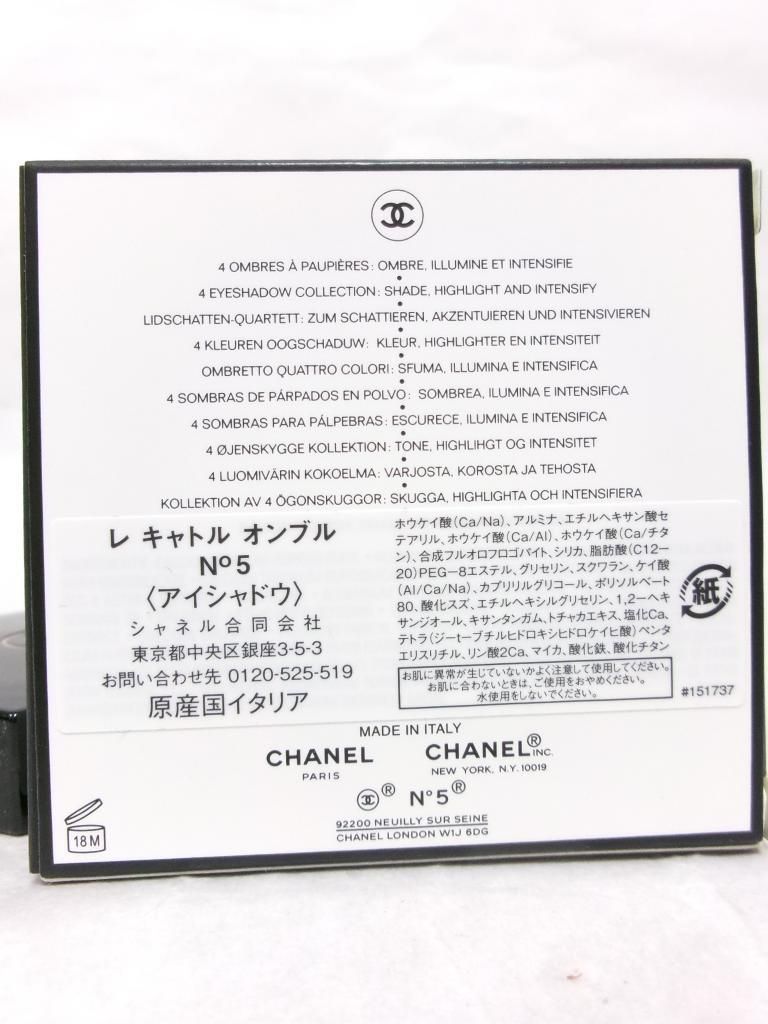 4 OMBRES À PAUPIÈRES: OMBRE, ILLUMINE ET INTENSIFIE
4 EYESHADOW COLLECTION: SHADE, HIGHLIGHT AND INTENSIFY
LIDSCHATTEN-QUARTETT: ZUM SCHATTIEREN, AKZENTUIEREN UND INTENSIVIEREN
4 KLEUREN OOGSCHADUW: KLEUR, HIGHLIGHTER EN INTENSITEIT
OMBRETTO QUATTRO COLORI: SFUMA, ILLUMINA E INTENSIFICA
4 SOMBRAS DE PÁRPADOS EN POLVO: SOMBREA, ILUMINA E INTENSIFICA
4 SOMBRAS PARA PÁLPEBRAS: ESCURECE, ILUMINA E INTENSIFICA
4 ØJENSKYGGE KOLLEKTION: TONE, HIGHLIHGT OG INTENSITET
4 LUOMIVÄRIN KOKOELMA: VARJOSTA, KOROSTA JA TEHOSTA
KOLLEKTION AV 4 ÖGONSKUGGOR: SKUGGA, HIGHLIGHTA OCH INTENSIFIERA
レ キャトル オンブル
Nº5
〈アイシャドウ〉
シャネル合同会社
東京都中央区銀座3-5-3
お問い合わせ先 0120-525-519
原産国イタリア
ホウケイ酸(Ca/Na)、アルミナ、エチルヘキサン酸セ
テアリル、ホウケイ酸(Ca/Al)、ホウケイ酸(Ca/チタ
ン)、合成フルオロフロゴパイト、シリカ、脂肪酸(C12-
20)PEG-8エステル、グリセリン、スクワラン、ケイ酸
(Al/Ca/Na)、カプリリルグリコール、ポリソルベート
80、酸化スズ、エチルヘキシルグリセリン、1,2-ヘキ
サンジオール、キサンタンガム、トチャカエキス、塩化Ca、
テトラ(ジ-t-ブチルヒドロキシヒドロケイヒ酸)ペンタ
エリスリチル、リン酸2Ca、マイカ、酸化鉄、酸化チタン
紙
お肌に異常が生じていないかよく注意して使用してください。
お肌に合わないときは、ご使用をおやめください。
水使用をしないでください。
#151737
MADE IN ITALY
CHANEL
PARIS
CHANEL® INC.
NEW YORK, N.Y. 10019
® N°5®
92200 NEUILLY SUR SEINE
CHANEL LONDON W1J 6DG
18 M